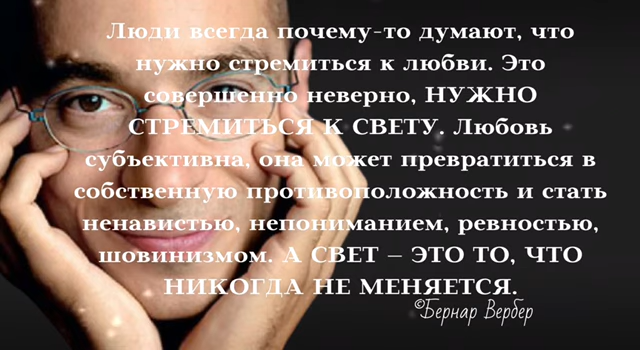 Люди всегда почему-то думают, что
нужно стремиться к любви. Это
совершенно неверно, НУЖНО
СТРЕМИТЬСЯ К СВЕТУ. Любовь
субъективна, она может превратиться в
собственную противоположность и стать
ненавистью, непониманием, ревностью,
шовинизмом. А СВЕТ – ЭТО ТО, ЧТО
НИКОГДА НЕ МЕНЯЕТСЯ.
©Бернар Вербер